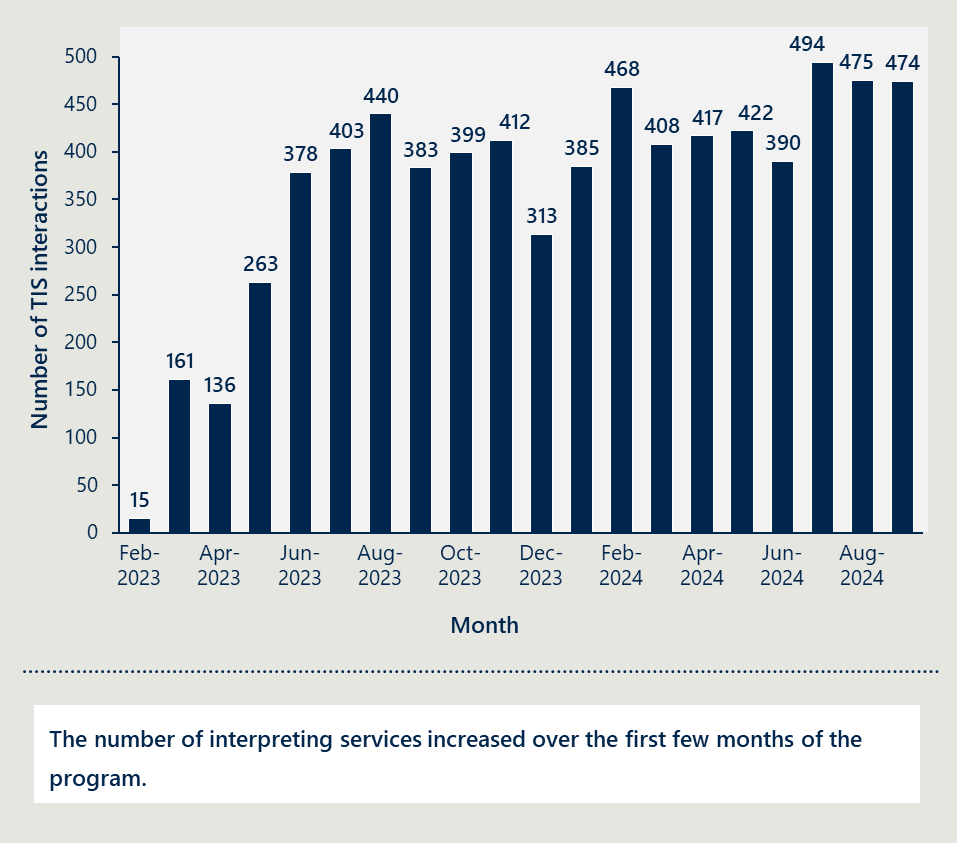 Number of TIS interactions
500
450
400
350
300
250
200
150
100
50
0
15
161
136
263
378
403
440
383
399
412
313
385
468
408
417
422
390
494
475
474
Feb-
2023
Apr-
2023
Jun-
2023
Aug-
2023
Oct-
2023
Dec-
2023
Feb-
2024
Apr-
2024
Jun-
2024
Aug-
2024
Month
The number of interpreting services increased over the first few months of the
program.